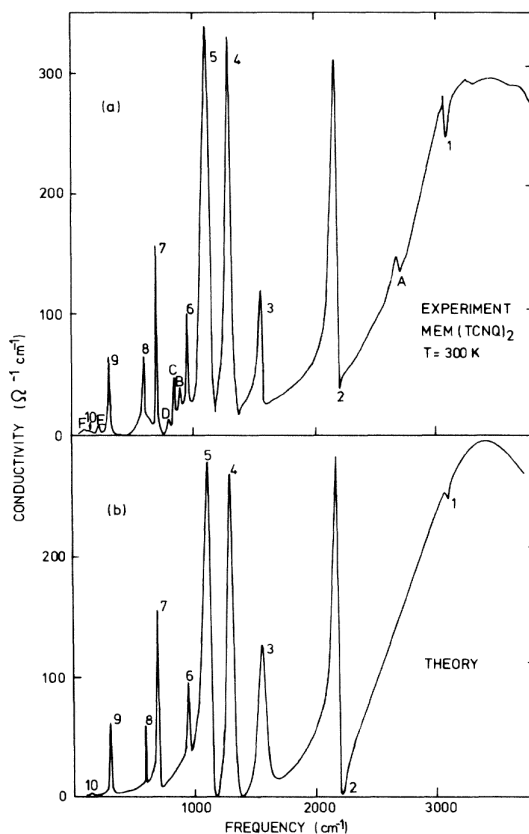 300
(a)
5
4
1
200
A
7
EXPERIMENT
MEM (TCNQ)2
T = 300 K
3
100
6
9
8
C
B
2
D
F 10 E
0
CONDUCTIVITY (Ω⁻¹ cm⁻¹)
5
4
(b)
1
200
7
3
THEORY
100
6
9
8
10
2
0
1000
2000
3000
FREQUENCY (cm⁻¹)